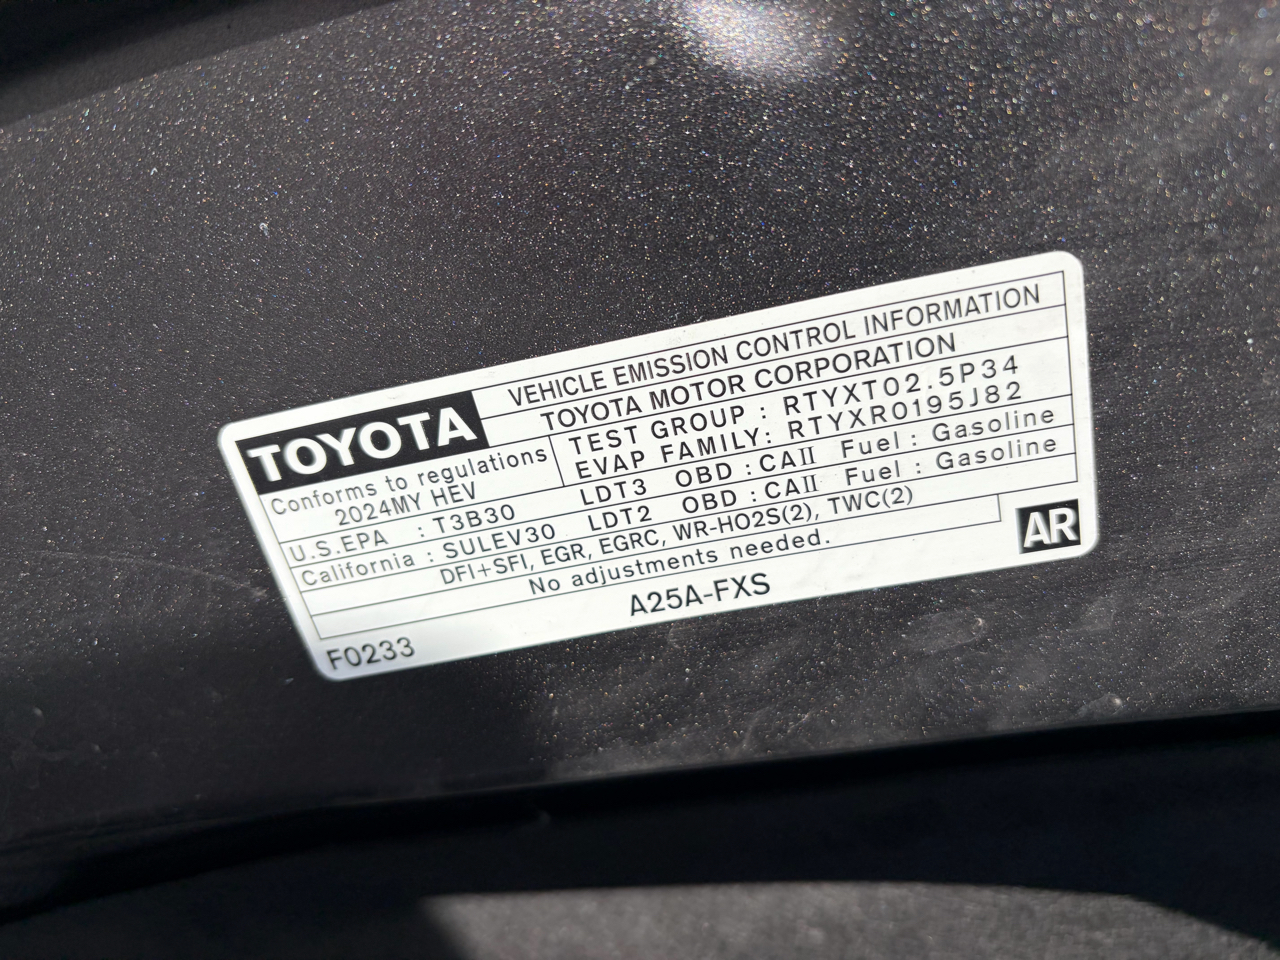 TOYOTA
VEHICLE EMISSION CONTROL INFORMATION
TOYOTA MOTOR CORPORATION
Conforms to regulations
2024MY HEV
TEST GROUP : RTYXT02.5P34
EVAP FAMILY: RTYXR0195J82
U.S.EPA : T3B30 LDT3 OBD : CAII Fuel : Gasoline
California : SULEV30 LDT2 OBD : CAII Fuel : Gasoline
DFI+SFI, EGR, EGRC, WR-HO2S(2), TWC(2)
No adjustments needed.
AR
A25A-FXS
F0233